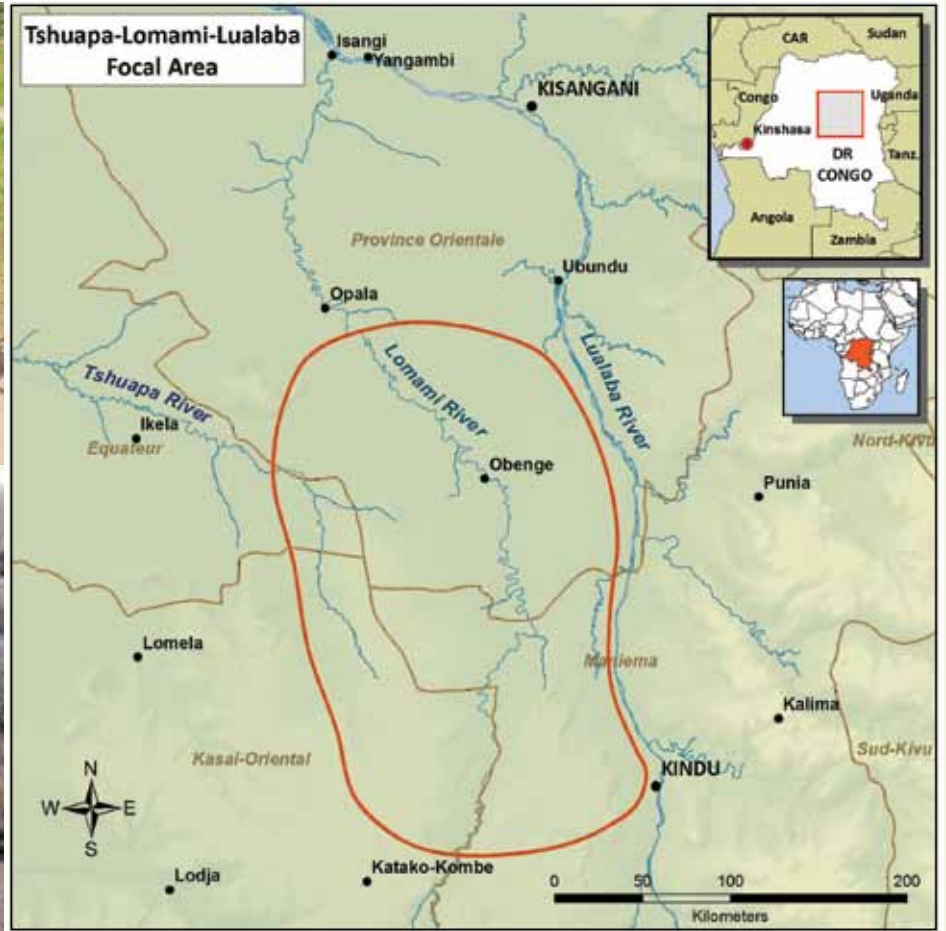 Tshuapa-Lomami-Lualaba
Focal Area
Isangi
Yangambi
KISANGANI
CAR
Sudan
Congo
Uganda
Kinshasa
DR
CONGO
Tanz.
Angola
Zambia
Province Orientale
Ubundu
Opala
Lomami River
Lualaba River
Tshuapa River
Ikela
Equateur
Obenge
Nord-Kivu
Punia
Lomela
Maniema
Kalima
Kasai-Oriental
Sud-Kivu
KINDU
N
W
E
S
Lodja
Katako-Kombe
0 50 100 200
Kilometers